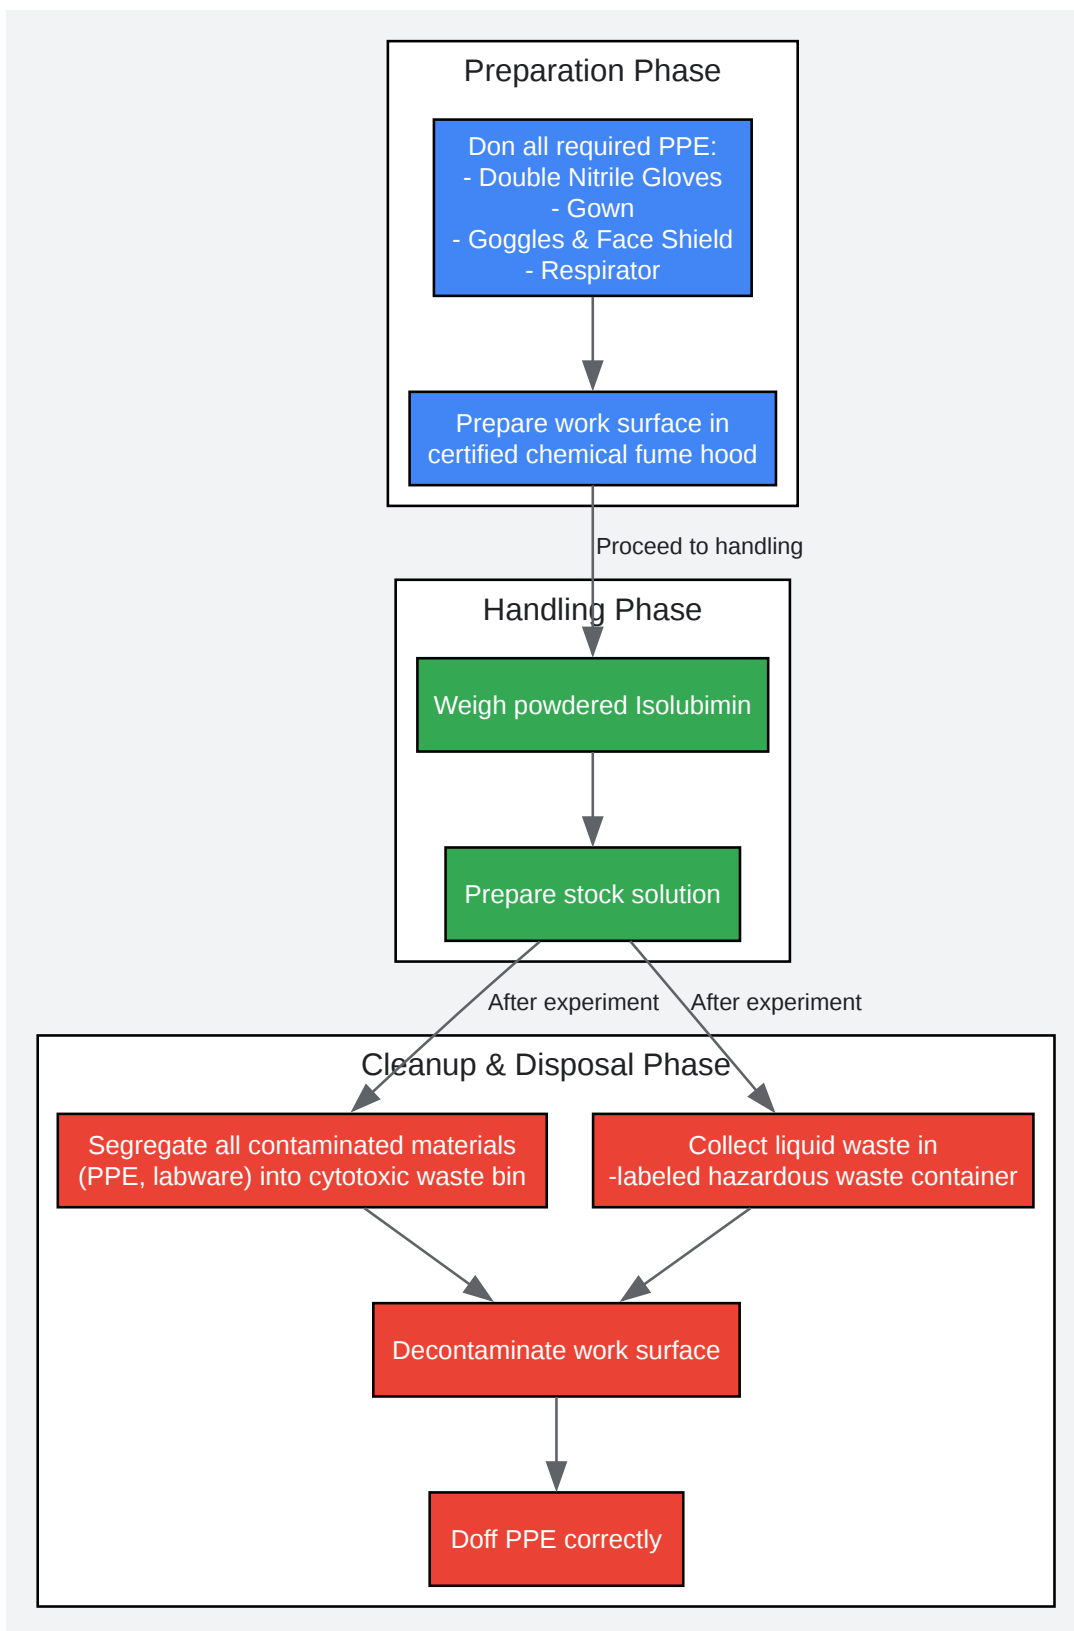 Preparation Phase
Don all required PPE:
- Double Nitrile Gloves
- Gown
- Goggles & Face Shield
- Respirator
Prepare work surface in
certified chemical fume hood
Proceed to handling
Handling Phase
Weigh powdered Isolubimin
Prepare stock solution
After experiment
After experiment
Cleanup & Disposal Phase
Segregate all contaminated materials
(PPE, labware) into cytotoxic waste bin
Collect liquid waste in
-labeled hazardous waste container
Decontaminate work surface
Doff PPE correctly